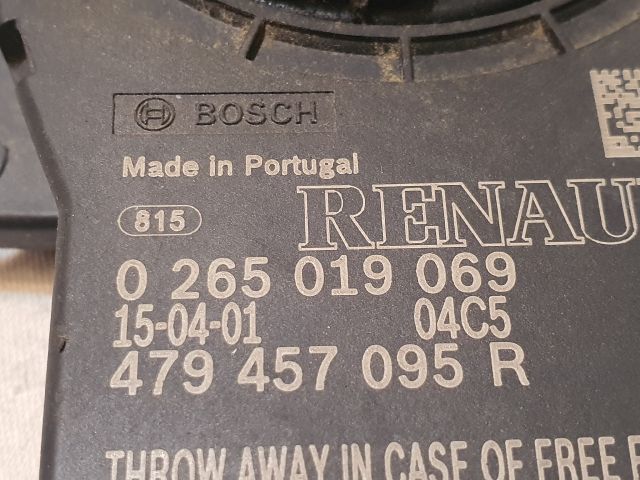 BOSCH
Made in Portugal
815
RENAU
0 265 019 069
15-04-01 04C5
479 457 095 R
THROW AWAY IN CASE OF FREE